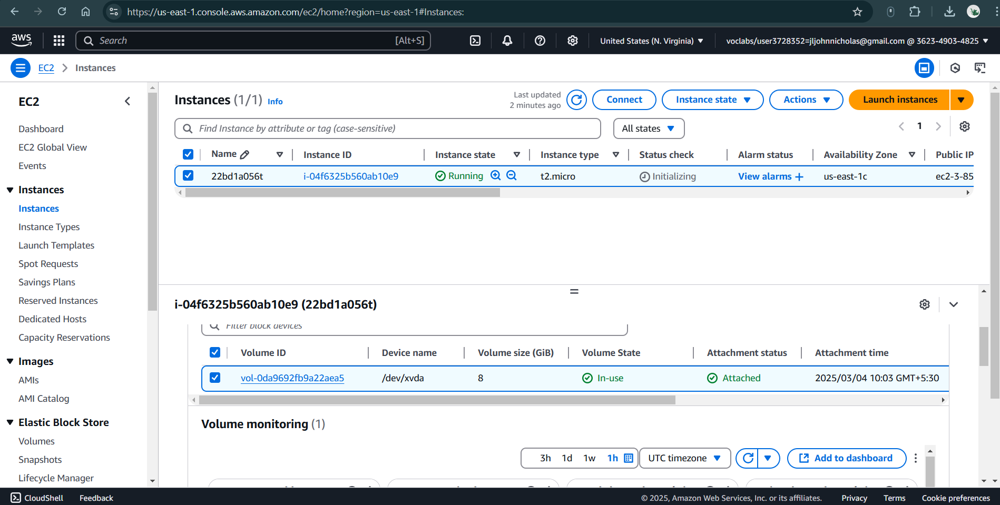 https://us-east-1.console.aws.amazon.com/ec2/home?region=us-east-1#Instances:
aws
Search [Alt+S]
United States (N. Virginia)
voclabs/user3728352=jljohnnicholas@gmail.com @ 3623-4903-4825
EC2
Instances
EC2
Dashboard
EC2 Global View
Events
Instances
Instances
Instance Types
Launch Templates
Spot Requests
Savings Plans
Reserved Instances
Dedicated Hosts
Capacity Reservations
Images
AMIs
AMI Catalog
Elastic Block Store
Volumes
Snapshots
Lifecycle Manager
Instances (1/1) Info
Last updated
2 minutes ago
Connect
Instance state
Actions
Launch instances
Find Instance by attribute or tag (case-sensitive)
All states
1
Name Instance ID Instance state Instance type Status check Alarm status Availability Zone Public IP
22bd1a056t i-04f6325b560ab10e9 Running t2.micro Initializing View alarms + us-east-1c ec2-3-85
i-04f6325b560ab10e9 (22bd1a056t)
Filter block devices
Volume ID Device name Volume size (GiB) Volume State Attachment status Attachment time
vol-0da9692fb9a22aea5 /dev/xvda 8 In-use Attached 2025/03/04 10:03 GMT+5:30
Volume monitoring (1)
3h 1d 1w 1h
UTC timezone
Add to dashboard
CloudShell
Feedback
© 2025, Amazon Web Services, Inc. or its affiliates.
Privacy
Terms
Cookie preferences